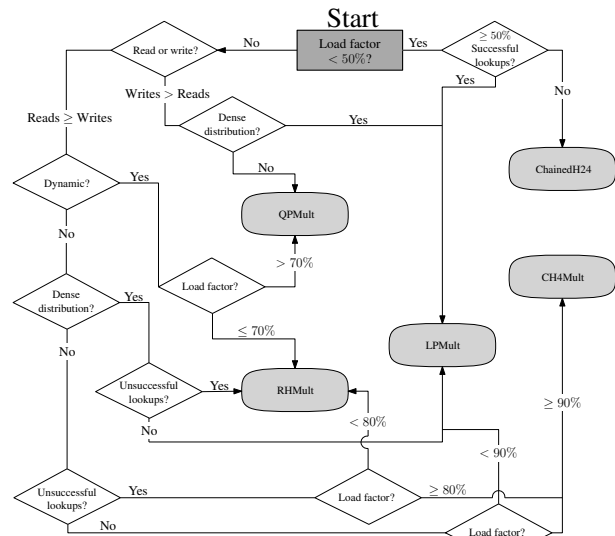 Start
Load factor
< 50%?
No
Yes
Read or write?
≥ 50%
Successful
lookups?
Yes
No
Writes > Reads
Reads ≥ Writes
Dense
distribution?
Yes
No
ChainedH24
Dynamic?
Yes
No
QPMult
> 70%
Load factor?
≤ 70%
CH4Mult
Dense
distribution?
Yes
No
LPMult
Unsuccessful
lookups?
Yes
No
RHMult
< 80%
≥ 90%
< 90%
Unsuccessful
lookups?
Yes
No
Load factor?
≥ 80%
Load factor?